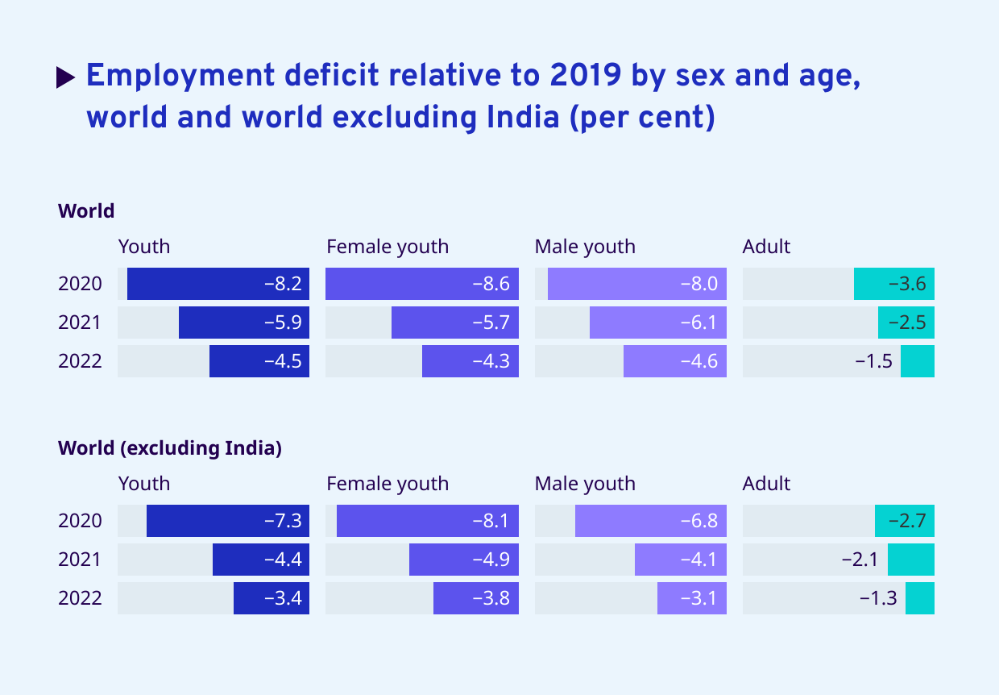 Employment deficit relative to 2019 by sex and age,
world and world excluding India (per cent)
World
Youth Female youth Male youth Adult
2020 −8.2 −8.6 −8.0 −3.6
2021 −5.9 −5.7 −6.1 −2.5
2022 −4.5 −4.3 −4.6 −1.5
World (excluding India)
Youth Female youth Male youth Adult
2020 −7.3 −8.1 −6.8 −2.7
2021 −4.4 −4.9 −4.1 −2.1
2022 −3.4 −3.8 −3.1 −1.3